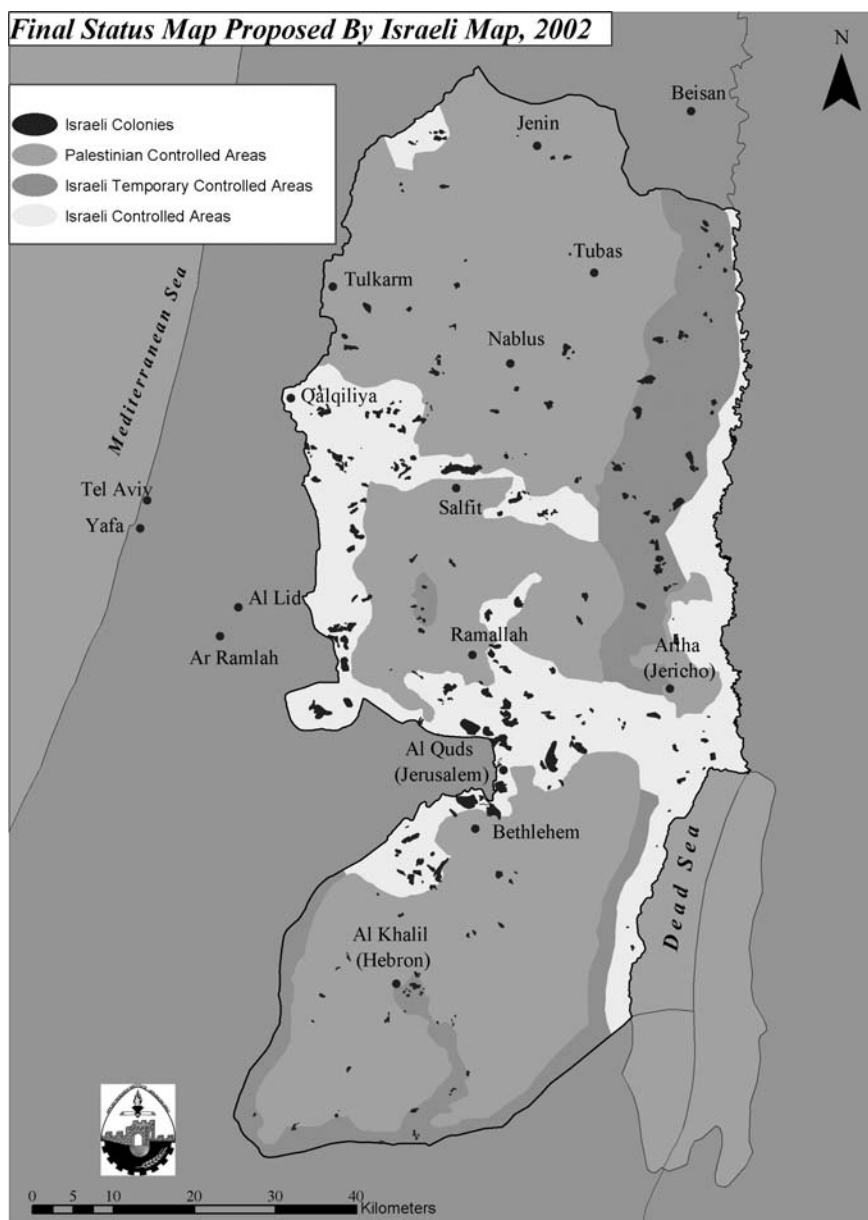 Final Status Map Proposed By Israeli Map, 2002
N
Israeli Colonies
Palestinian Controlled Areas
Israeli Temporary Controlled Areas
Israeli Controlled Areas
Beisan
Jenin
Tubas
Tulkarm
Mediterranean Sea
Nablus
Qalqiliya
Tel Aviv
Salfit
Yafa
Al Lid
Ramallah
Ariha
(Jericho)
Ar Ramlah
Al Quds
(Jerusalem)
Bethlehem
Dead Sea
Al Khalil
(Hebron)
0 5 10 20 30 40
Kilometers